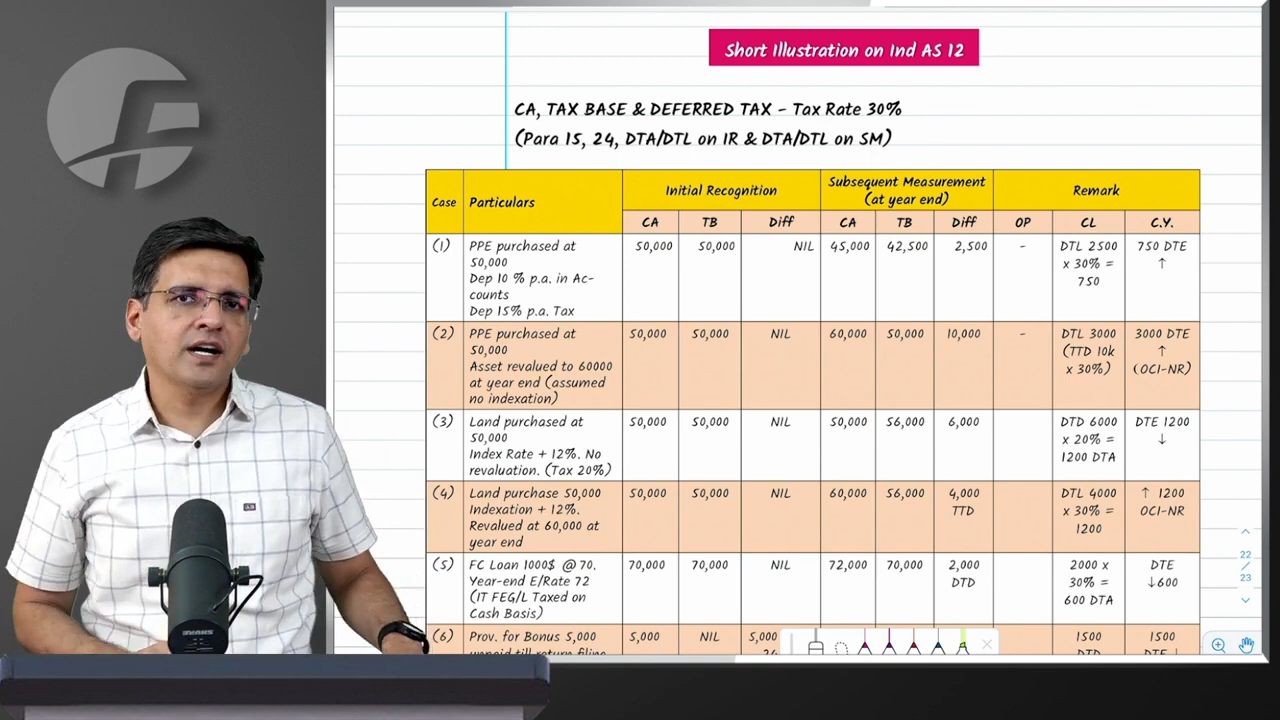 Short Illustration on Ind AS 12
CA, TAX BASE & DEFERRED TAX - Tax Rate 30%
(Para 15, 24, DTA/DTL on IR & DTA/DTL on SM)
Case Particulars Initial Recognition Subsequent Measurement (at year end) Remark
CA TB Diff CA TB Diff OP CL C.Y.
(1) PPE purchased at 50,000 50,000 NIL 45,000 42,500 2,500 - DTL 2500 750 DTE
50,000 x 30% = ↑
Dep 10 % p.a. in Ac- 750
counts
Dep 15% p.a. Tax
(2) PPE purchased at 50,000 50,000 NIL 60,000 50,000 10,000 - DTL 3000 3000 DTE
50,000 (TTD 10k ↑
Asset revalued to 60000 x 30%) (OCI-NR)
at year end (assumed
no indexation)
(3) Land purchased at 50,000 50,000 NIL 50,000 56,000 6,000 DTD 6000 DTE 1200
50,000 x 20% = ↓
Index Rate + 12%. No 1200 DTA
revaluation. (Tax 20%)
(4) Land purchase 50,000 50,000 50,000 NIL 60,000 56,000 4,000 DTL 4000 ↑ 1200
Indexation + 12%. TTD x 30% = OCI-NR
Revalued at 60,000 at 1200
year end
(5) FC Loan 1000$ @ 70. 70,000 70,000 NIL 72,000 70,000 2,000 2000 x DTE
Year-end E/Rate 72 DTD 30% = ↓600
(IT FEG/L Taxed on 600 DTA
Cash Basis)
(6) Prov. for Bonus 5,000 5,000 NIL 5,000 1500 1500
unpaid till return filing 24 DTD DTE ↓
22
/
23